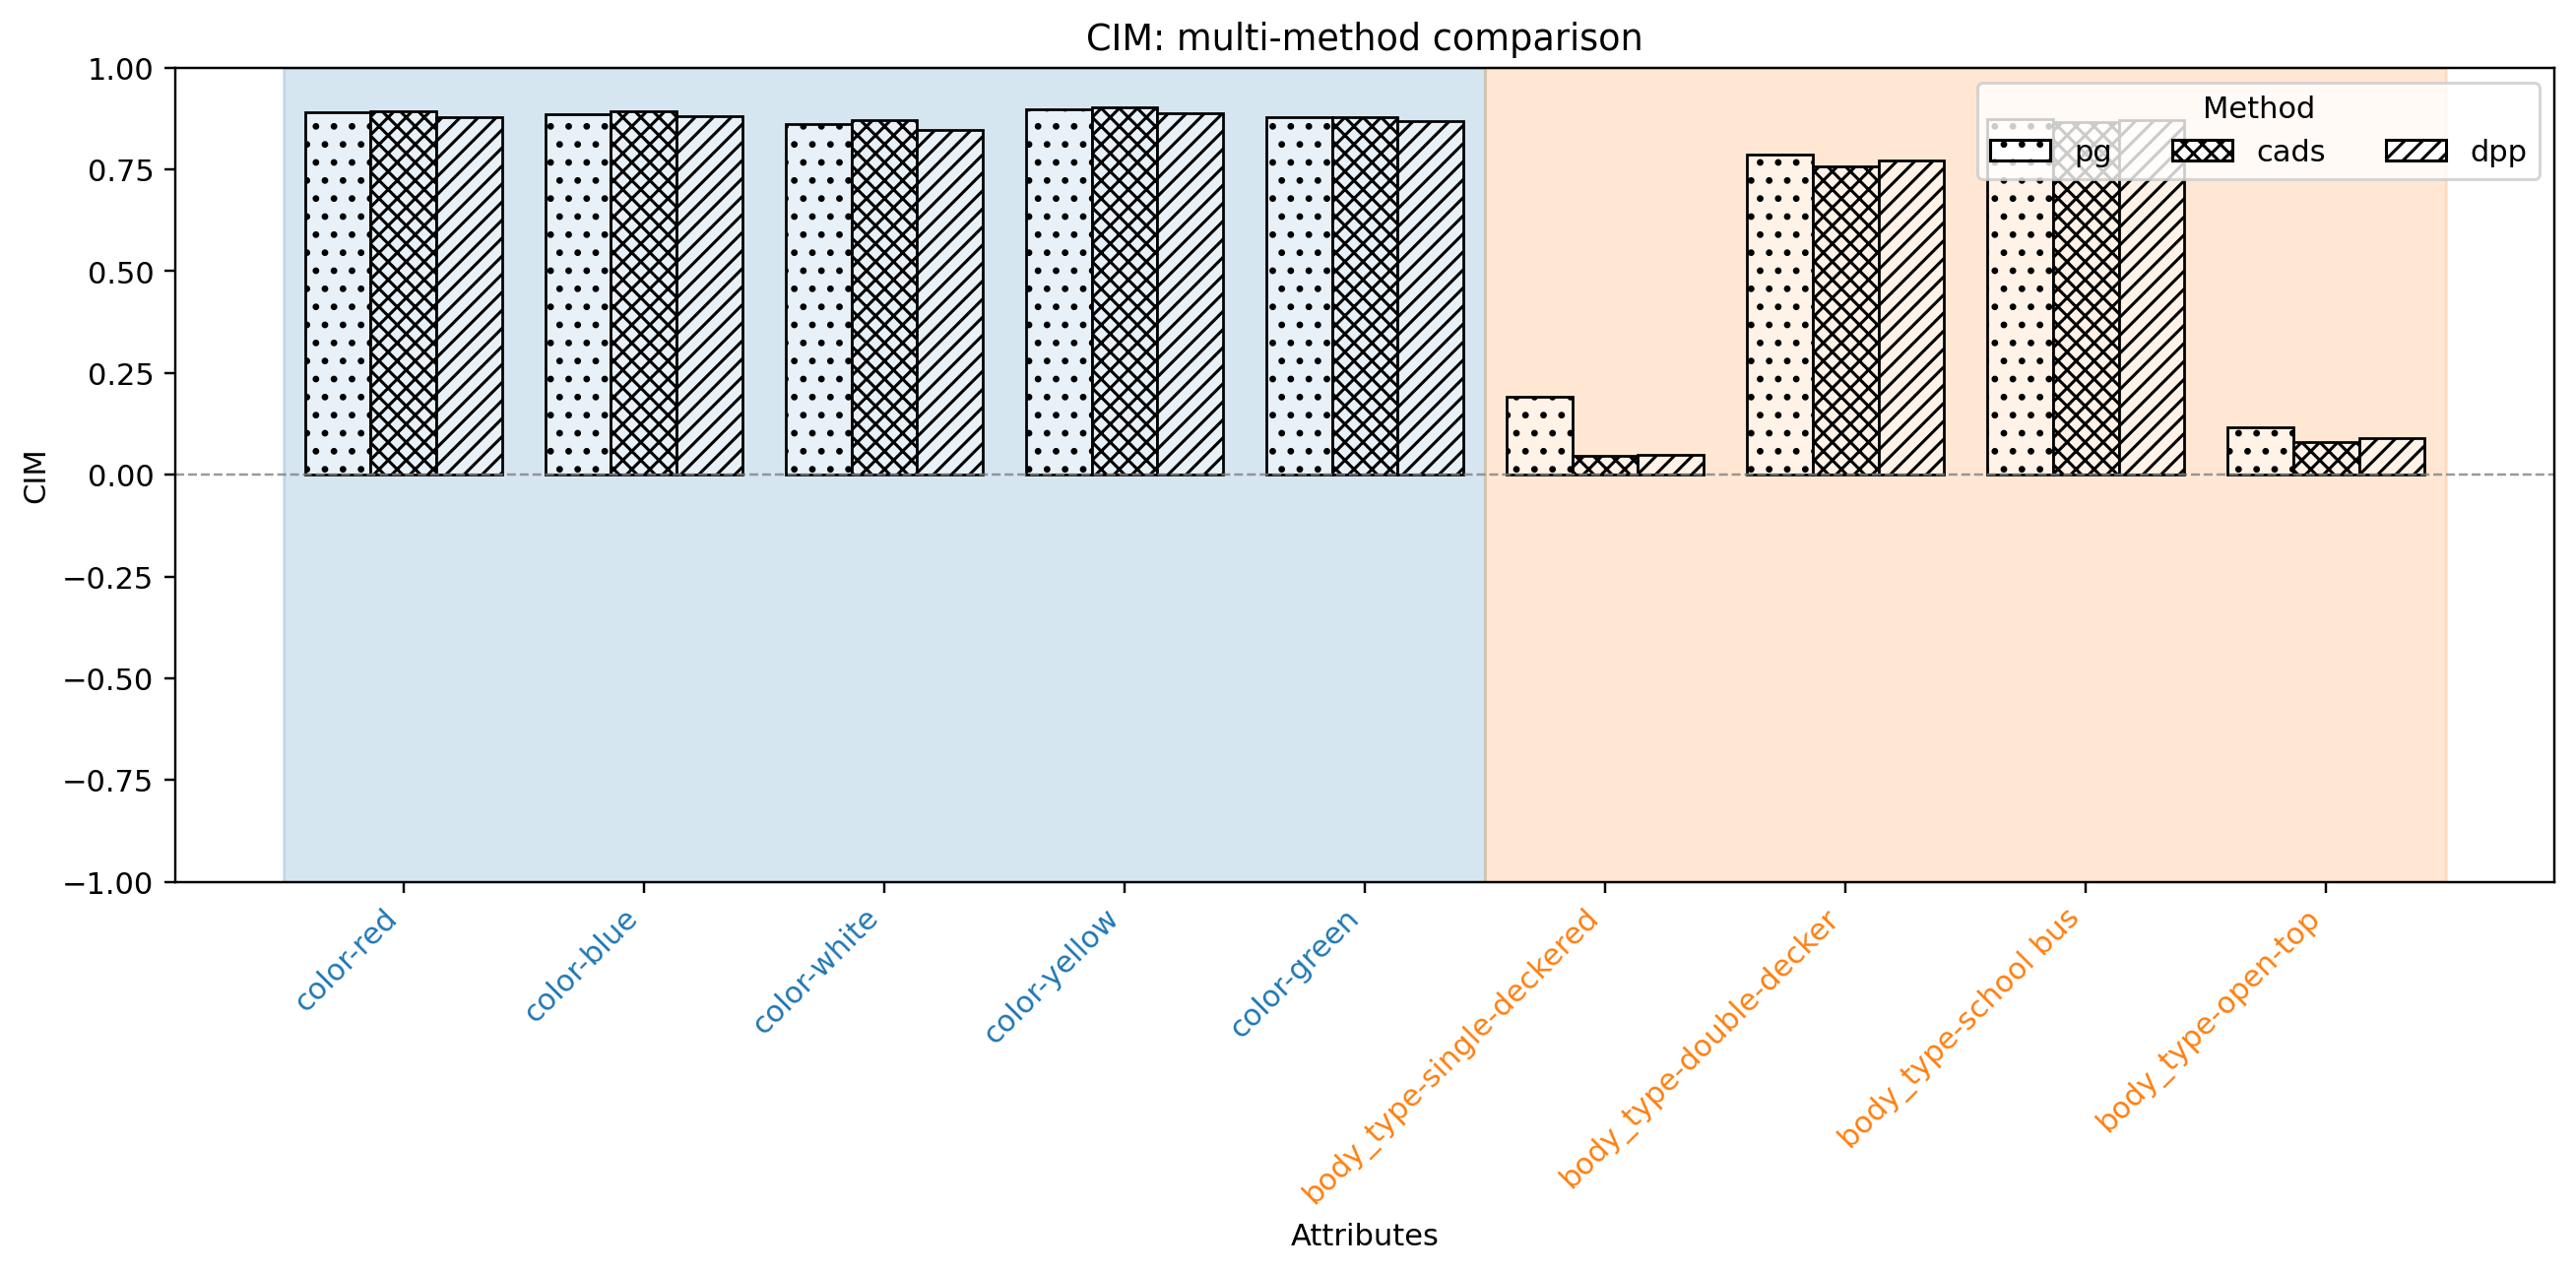 CIM: multi-method comparison
1.00
0.75
0.50
0.25
0.00
−0.25
−0.50
−0.75
−1.00
CIM
Method
pg
cads
dpp
color-red
color-blue
color-white
color-yellow
color-green
body_type-single-deckered
body_type-double-decker
body_type-school bus
body_type-open-top
Attributes